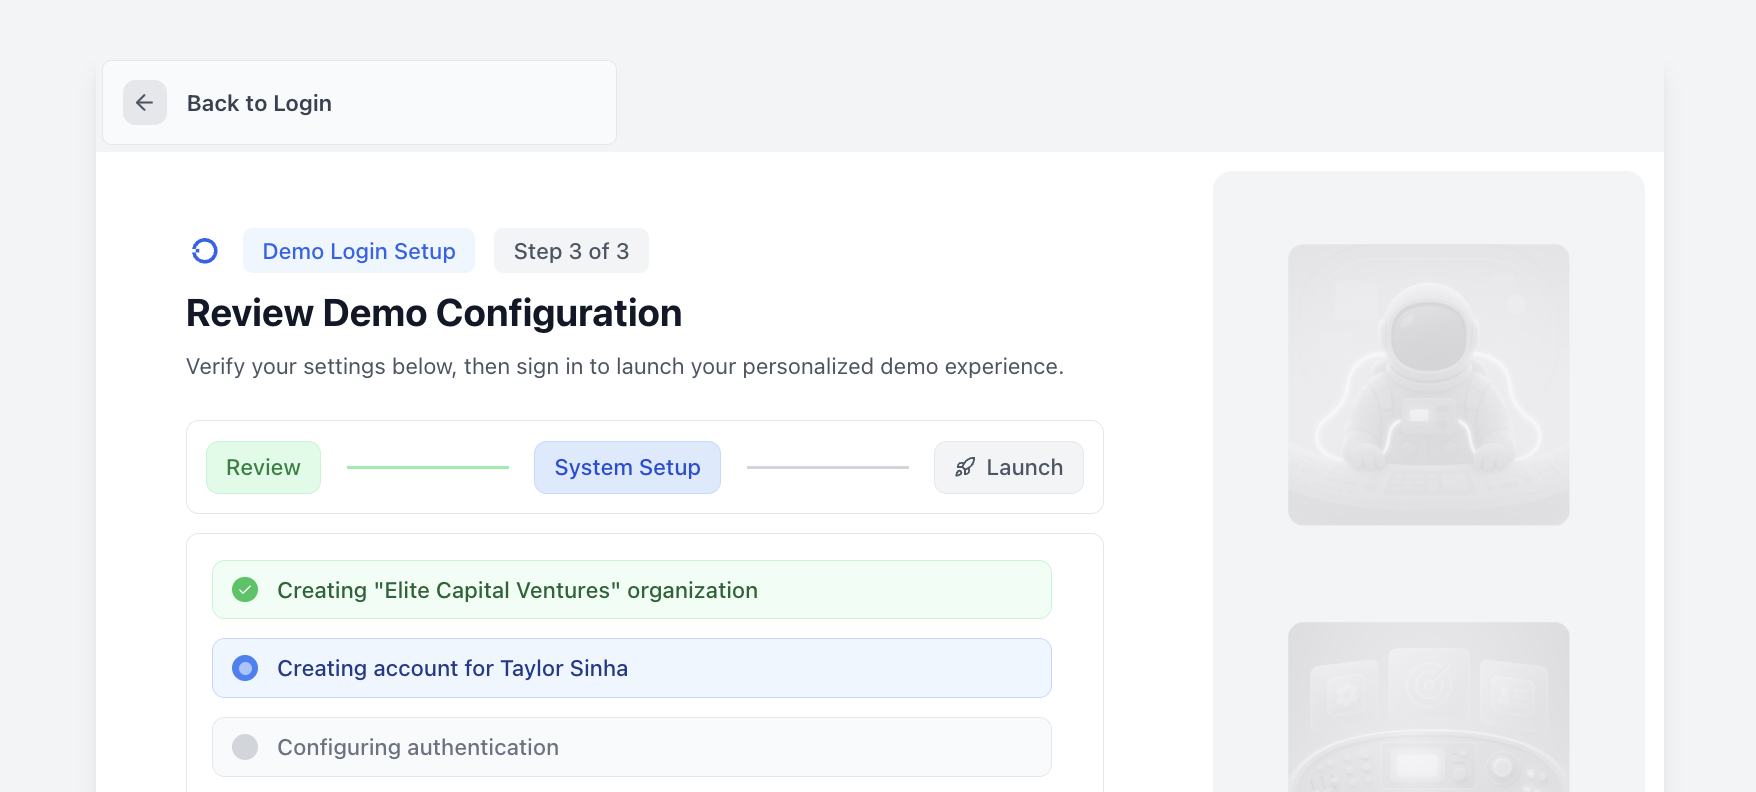 Back to Login
Demo Login Setup
Step 3 of 3
Review Demo Configuration
Verify your settings below, then sign in to launch your personalized demo experience.
Review
System Setup
Launch
Creating "Elite Capital Ventures" organization
Creating account for Taylor Sinha
Configuring authentication